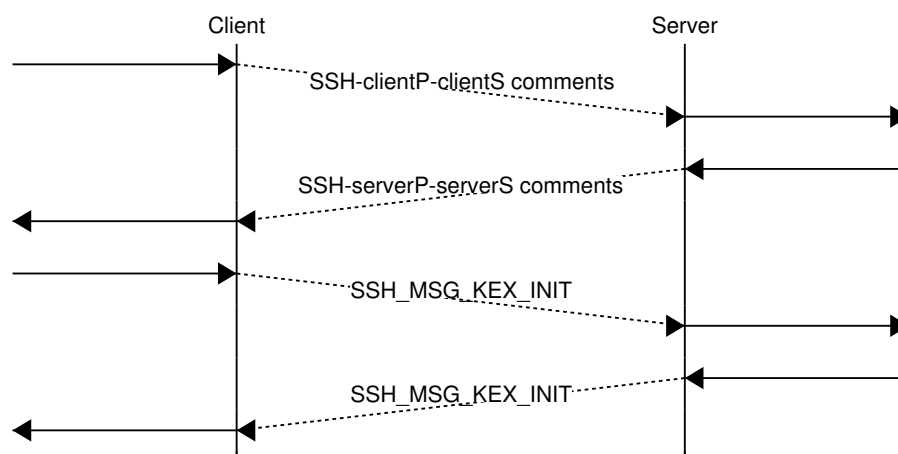 Client
Server
SSH-clientP-clientS comments
SSH-serverP-serverS comments
SSH_MSG_KEX_INIT
SSH_MSG_KEX_INIT